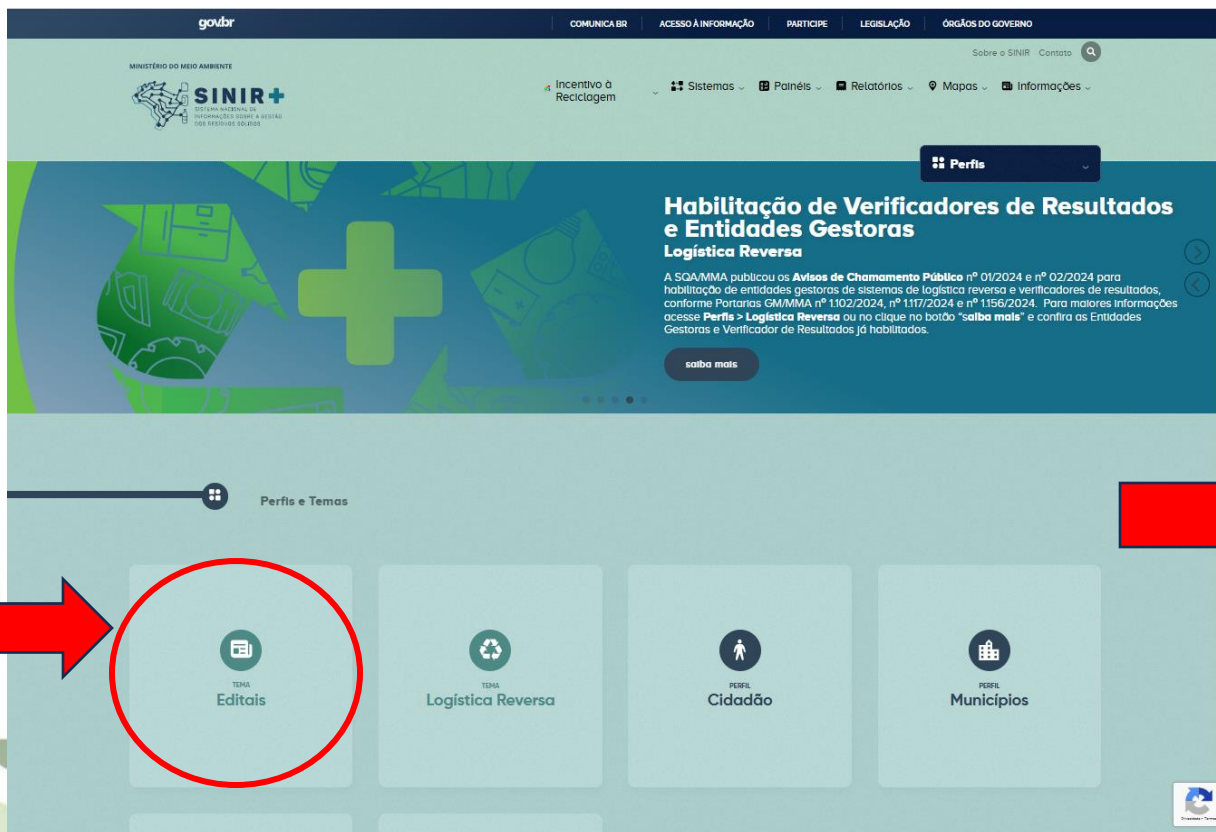 gov.br
COMUNICA BR
ACESSO À INFORMAÇÃO
PARTICIPE
LEGISLAÇÃO
ÓRGÃOS DO GOVERNO
Sobre o SINIR Contato
MINISTÉRIO DO MEIO AMBIENTE
SINIR+
SISTEMA NACIONAL DE
INFORMAÇÕES SOBRE A GESTÃO
DOS RESÍDUOS SÓLIDOS
Incentivo à
Reciclagem
Sistemas
Painéis
Relatórios
Mapas
Informações
Perfis
Habilitação de Verificadores de Resultados
e Entidades Gestoras
Logística Reversa
A SQA/MMA publicou os Avisos de Chamamento Público nº 01/2024 e nº 02/2024 para
habilitação de entidades gestoras de sistemas de logística reversa e verificadores de resultados,
conforme Portarias GM/MMA nº 1.102/2024, nº 1.117/2024 e nº 1.156/2024. Para maiores informações
acesse Perfis > Logística Reversa ou no clique no botão "saiba mais" e confira as Entidades
Gestoras e Verificador de Resultados já habilitados.
saiba mais
Perfis e Temas
TEMA
Editais
TEMA
Logística Reversa
PERFIL
Cidadão
PERFIL
Municípios